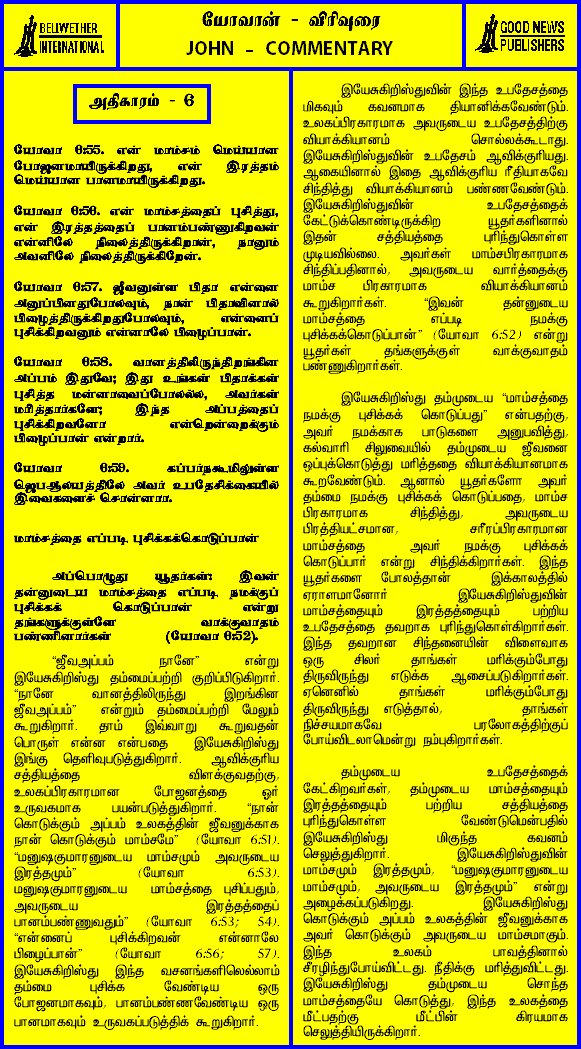 BELWETHER
INTERNATIONAL
யோவான் - விரிவுரை
JOHN - COMMENTARY
GOOD NEWS
PUBLISHERS
அதிகாரம் - 6
யோவா 6:55. என் மாம்சம் மெய்யான
போஜனமாயிருக்கிறது, என் இரத்தம்
மெய்யான பானமாயிருக்கிறது.
யோவா 6:56. என் மாம்சத்தைப் புசித்து,
என் இரத்தத்தைப் பானம்பண்ணுகிறவன்
என்னிலே நிலைத்திருக்கிறான், நானும்
அவனிலே நிலைத்திருக்கிறேன்.
யோவா 6:57. ஜீவனுள்ள பிதா என்னை
அனுப்பினதுபோலவும், நான் பிதாவினால்
பிழைத்திருக்கிறதுபோலவும், என்னைப்
புசிக்கிறவனும் என்னாலே பிழைப்பான்.
யோவா 6:58. வானத்திலிருந்திறங்கின
அப்பம் இதுவே; இது உங்கள் பிதாக்கள்
புசித்த மன்னாவைப்போலல்ல, அவர்கள்
மரித்தார்களே; இந்த அப்பத்தைப்
புசிக்கிறவனோ என்றென்றைக்கும்
பிழைப்பான் என்றார்.
யோவா 6:59. கப்பர்நகூமிலுள்ள
ஜெபஆலயத்திலே அவர் உபதேசிக்கையில்
இவைகளைச் சொன்னார்.
மாம்சத்தை எப்படி புசிக்கக்கொடுப்பான்
அப்பொழுது யூதர்கள்: இவன்
தன்னுடைய மாம்சத்தை எப்படி நமக்குப்
புசிக்கக் கொடுப்பான் என்று
தங்களுக்குள்ளே வாக்குவாதம்
பண்ணினார்கள் (யோவா 6:52).
“ஜீவஅப்பம் நானே” என்று
இயேசுகிறிஸ்து தம்மைப்பற்றி குறிப்பிடுகிறார்.
“நானே வானத்திலிருந்து இறங்கின
ஜீவஅப்பம்” என்றும் தம்மைப்பற்றி மேலும்
கூறுகிறார். தாம் இவ்வாறு கூறுவதன்
பொருள் என்ன என்பதை இயேசுகிறிஸ்து
இங்கு தெளிவுபடுத்துகிறார். ஆவிக்குரிய
சத்தியத்தை விளக்குவதற்கு,
உலகப்பிரகாரமான போஜனத்தை ஓர்
உருவகமாக பயன்படுத்துகிறார். “நான்
கொடுக்கும் அப்பம் உலகத்தின் ஜீவனுக்காக
நான் கொடுக்கும் மாம்சமே” (யோவா 6:51).
“மனுஷகுமாரனுடைய மாம்சமும் அவருடைய
இரத்தமும்” (யோவா 6:53).
மனுஷகுமாரனுடைய மாம்சத்தை புசிப்பதும்,
அவருடைய இரத்தத்தைப்
பானம்பண்ணுவதும்” (யோவா 6:53; 54).
“என்னைப் புசிக்கிறவன் என்னாலே
பிழைப்பான்” (யோவா 6:56; 57).
இயேசுகிறிஸ்து இந்த வசனங்களிலெல்லாம்
தம்மை புசிக்க வேண்டிய ஒரு
போஜனமாகவும், பானம்பண்ணவேண்டிய ஒரு
பானமாகவும் உருவகப்படுத்திக் கூறுகிறார்.
இயேசுகிறிஸ்துவின் இந்த உபதேசத்தை
மிகவும் கவனமாக தியானிக்கவேண்டும்.
உலகப்பிரகாரமாக அவருடைய உபதேசத்திற்கு
வியாக்கியானம் சொல்லக்கூடாது.
இயேசுகிறிஸ்துவின் உபதேசம் ஆவிக்குரியது.
ஆகையினால் இதை ஆவிக்குரிய ரீதியாகவே
சிந்தித்து வியாக்கியானம் பண்ணவேண்டும்.
இயேசுகிறிஸ்துவின் உபதேசத்தைக்
கேட்டுக்கொண்டிருக்கிற யூதர்களினால்
இதன் சத்தியத்தை புரிந்துகொள்ள
முடியவில்லை. அவர்கள் மாம்சபிரகாரமாக
சிந்திப்பதினால், அவருடைய வார்த்தைக்கு
மாம்ச பிரகாரமாக வியாக்கியானம்
கூறுகிறார்கள். “இவன் தன்னுடைய
மாம்சத்தை எப்படி நமக்கு
புசிக்கக்கொடுப்பான்” (யோவா 6:52) என்று
யூதர்கள் தங்களுக்குள் வாக்குவாதம்
பண்ணுகிறார்கள்.
இயேசுகிறிஸ்து தம்முடைய “மாம்சத்தை
நமக்கு புசிக்கக் கொடுப்பது” என்பதற்கு,
அவர் நமக்காக பாடுகளை அனுபவித்து,
கல்வாரி சிலுவையில் தம்முடைய ஜீவனை
ஒப்புக்கொடுத்து மரித்ததை வியாக்கியானமாக
கூறவேண்டும். ஆனால் யூதர்களோ அவர்
தம்மை நமக்கு புசிக்கக் கொடுப்பதை, மாம்ச
பிரகாரமாக சிந்தித்து, அவருடைய
பிரத்தியட்சமான, சரீரப்பிரகாரமான
மாம்சத்தை அவர் நமக்கு புசிக்கக்
கொடுப்பார் என்று சிந்திக்கிறார்கள். இந்த
யூதர்களை போலத்தான் இக்காலத்தில்
ஏராளமானோர் இயேசுகிறிஸ்துவின்
மாம்சத்தையும் இரத்தத்தையும் பற்றிய
உபதேசத்தை தவறாக புரிந்துகொள்கிறார்கள்.
இந்த தவறான சிந்தனையின் விளைவாக
ஒரு சிலர் தாங்கள் மரிக்கும்போது
திருவிருந்து எடுக்க ஆசைப்படுகிறார்கள்.
ஏனெனில் தாங்கள் மரிக்கும்போது
திருவிருந்து எடுத்தால், தாங்கள்
நிச்சயமாகவே பரலோகத்திற்குப்
போய்விடலாமென்று நம்புகிறார்கள்.
தம்முடைய உபதேசத்தைக்
கேட்கிறவர்கள், தம்முடைய மாம்சத்தையும்
இரத்தத்தையும் பற்றிய சத்தியத்தை
புரிந்துகொள்ள வேண்டுமென்பதில்
இயேசுகிறிஸ்து மிகுந்த கவனம்
செலுத்துகிறார். இயேசுகிறிஸ்துவின்
மாம்சமும் இரத்தமும், “மனுஷகுமாரனுடைய
மாம்சமும், அவருடைய இரத்தமும்” என்று
அழைக்கப்படுகிறது. இயேசுகிறிஸ்து
கொடுக்கும் அப்பம் உலகத்தின் ஜீவனுக்காக
அவர் கொடுக்கும் அவருடைய மாம்சமாகும்.
இந்த உலகம் பாவத்தினால்
சீரழிந்துபோய்விட்டது. நீதிக்கு மரித்துவிட்டது.
இயேசுகிறிஸ்து தம்முடைய சொந்த
மாம்சத்தையே கொடுத்து, இந்த உலகத்தை
மீட்பதற்கு மீட்பின் கிரயமாக
செலுத்தியிருக்கிறார்.